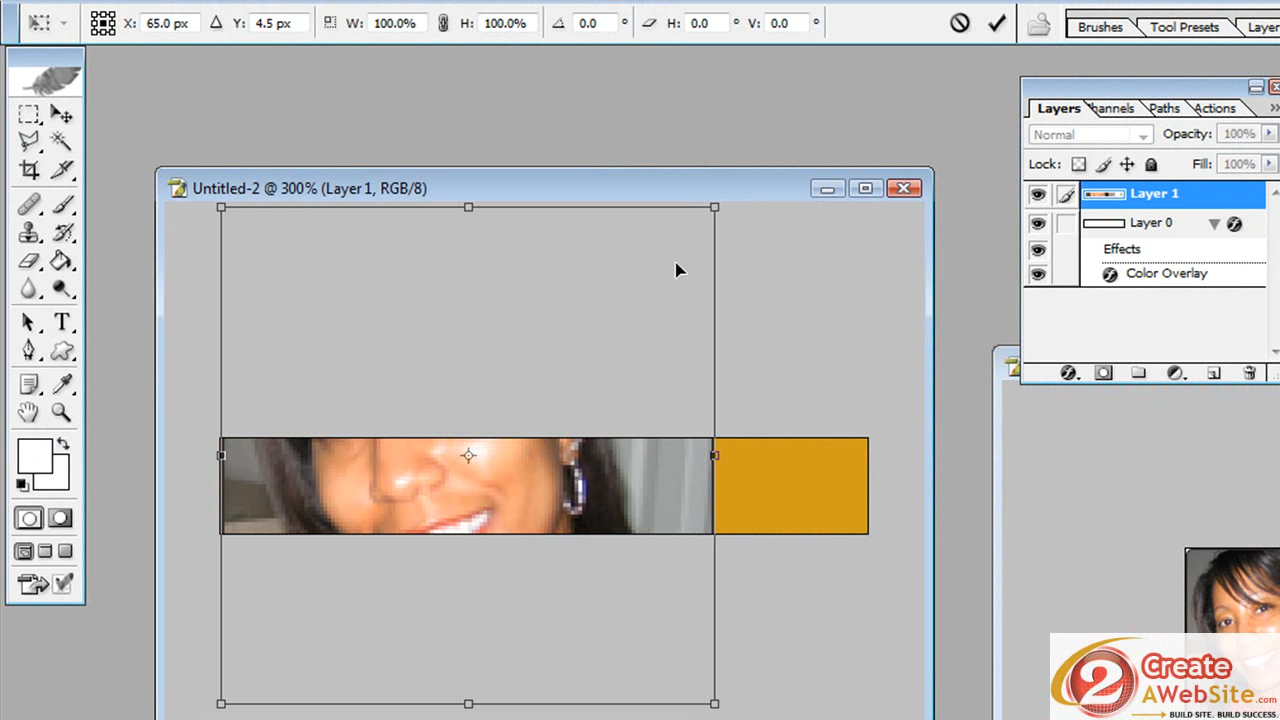 X: 65.0 px Y: 4.5 px W: 100.0% H: 100.0% 0.0 ° H: 0.0 ° V: 0.0 °
Brushes Tool Presets Layer
Layers hannels Paths Actions
Normal Opacity: 100%
Lock: Fill: 100%
Untitled-2 @ 300% (Layer 1, RGB/8)
Layer 1
Layer 0
Effects
Color Overlay
T
2 Create
AWebSite.com
BUILD SITE. BUILD SUCCESS